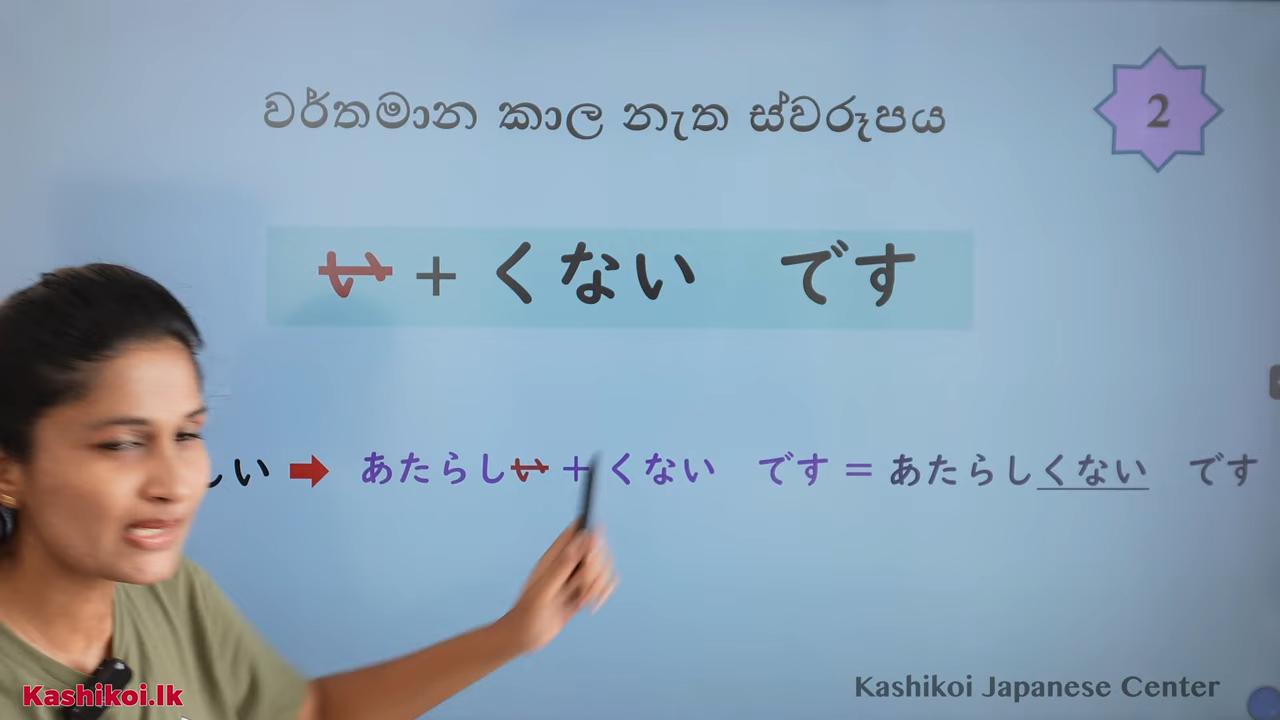 වර්තමාන කාල නැත ස්වරූපය
2
い + くない です
しい ➡ あたらしい + くない です = あたらしくない です
Kashikoi Japanese Center
Kashikoi.lk